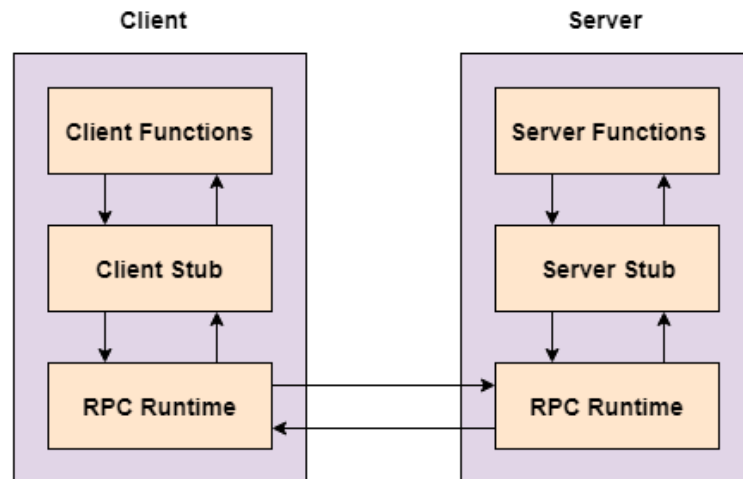 Client
Server
Client Functions
Server Functions
Client Stub
Server Stub
RPC Runtime
RPC Runtime